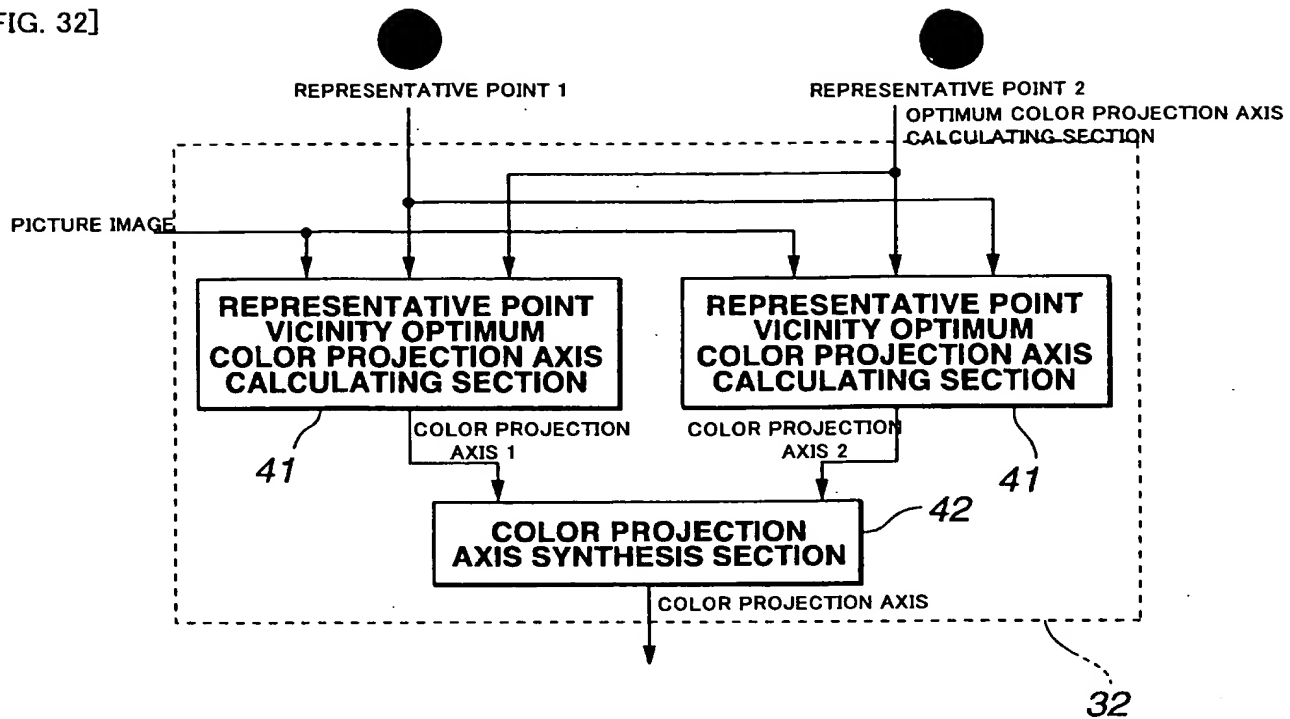 FIG. 32]
REPRESENTATIVE POINT 1
REPRESENTATIVE POINT 2
OPTIMUM COLOR PROJECTION AXIS
CALCULATING SECTION
PICTURE IMAGE
REPRESENTATIVE POINT
VICINITY OPTIMUM
COLOR PROJECTION AXIS
CALCULATING SECTION
REPRESENTATIVE POINT
VICINITY OPTIMUM
COLOR PROJECTION AXIS
CALCULATING SECTION
COLOR PROJECTION
AXIS 1
COLOR PROJECTION
AXIS 2
41
41
COLOR PROJECTION
AXIS SYNTHESIS SECTION
42
COLOR PROJECTION AXIS
32